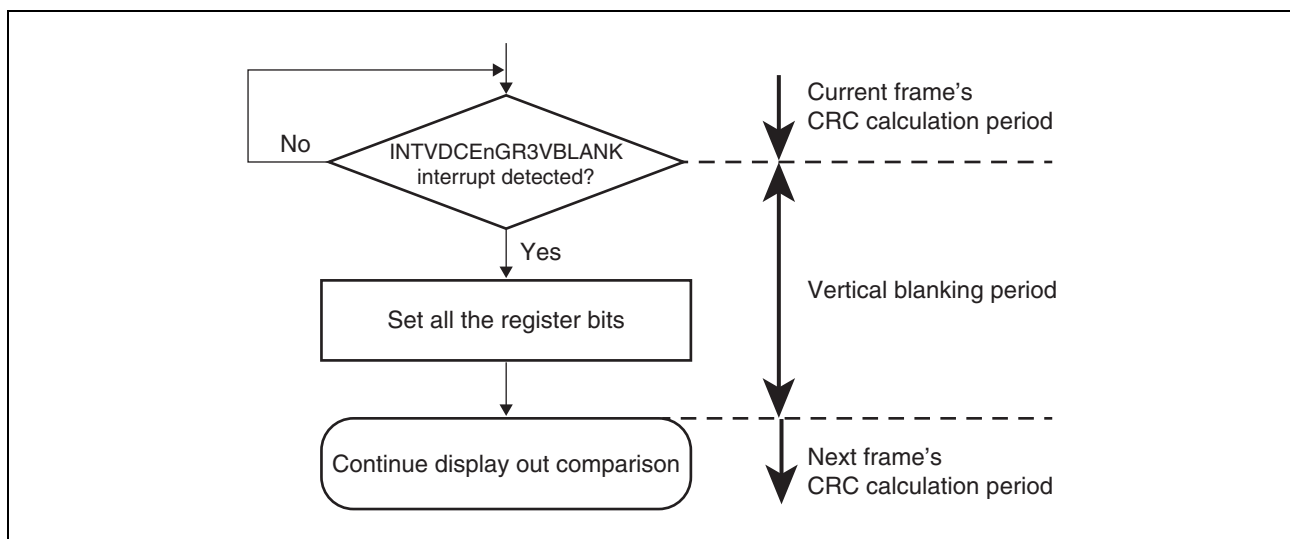 Current frame's
CRC calculation period
No
INTVDCEnGR3VBLANK
interrupt detected?
Yes
Set all the register bits
Vertical blanking period
Continue display out comparison
Next frame's
CRC calculation period